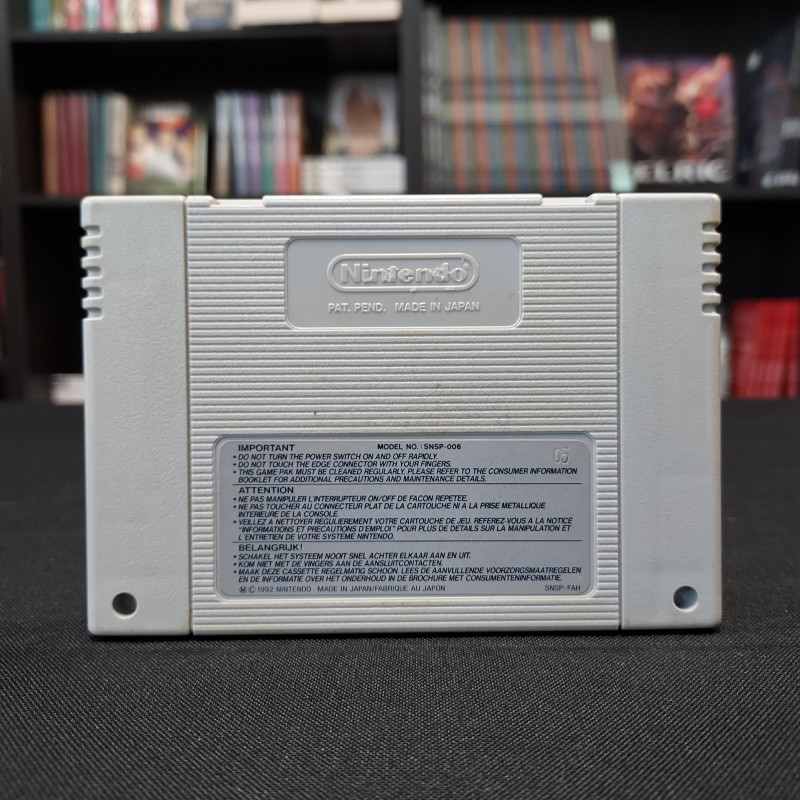 ELRIC
Nintendo®
PAT. PEND. MADE IN JAPAN
IMPORTANT MODEL NO.: SNSP-006 05
• DO NOT TURN THE POWER SWITCH ON AND OFF RAPIDLY.
• DO NOT TOUCH THE EDGE CONNECTOR WITH YOUR FINGERS.
• THIS GAME PAK MUST BE CLEANED REGULARLY. PLEASE REFER TO THE CONSUMER INFORMATION
BOOKLET FOR ADDITIONAL PRECAUTIONS AND MAINTENANCE DETAILS.
ATTENTION
• NE PAS MANIPULER L'INTERRUPTEUR ON/OFF DE FACON REPETEE.
• NE PAS TOUCHER AU CONNECTEUR PLAT DE LA CARTOUCHE NI A LA PRISE METALLIQUE
INTERIEURE DE LA CONSOLE.
• VEILLEZ A NETTOYER REGULIEREMENT VOTRE CARTOUCHE DE JEU. REFEREZ-VOUS A LA NOTICE
"INFORMATIONS ET PRECAUTIONS D'EMPLOI" POUR PLUS DE DETAILS SUR LA MANIPULATION ET
L'ENTRETIEN DE VOTRE SYSTEME NINTENDO.
BELANGRIJK!
• SCHAKEL HET SYSTEEM NOOIT SNEL ACHTER ELKAAR AAN EN UIT.
• KOM NIET MET DE VINGERS AAN DE AANSLUITCONTACTEN.
• MAAK DEZE CASSETTE REGELMATIG SCHOON. LEES DE AANVULLENDE VOORZORGSMAATREGELEN
EN DE INFORMATIE OVER HET ONDERHOUD IN DE BROCHURE MET CONSUMENTENINFORMATIE.
Ⓜ © 1992 NINTENDO MADE IN JAPAN/FABRIQUE AU JAPON SNSP-FAH